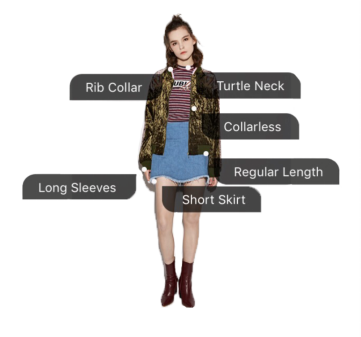 Rib Collar
Turtle Neck
Collarless
Regular Length
Long Sleeves
Short Skirt